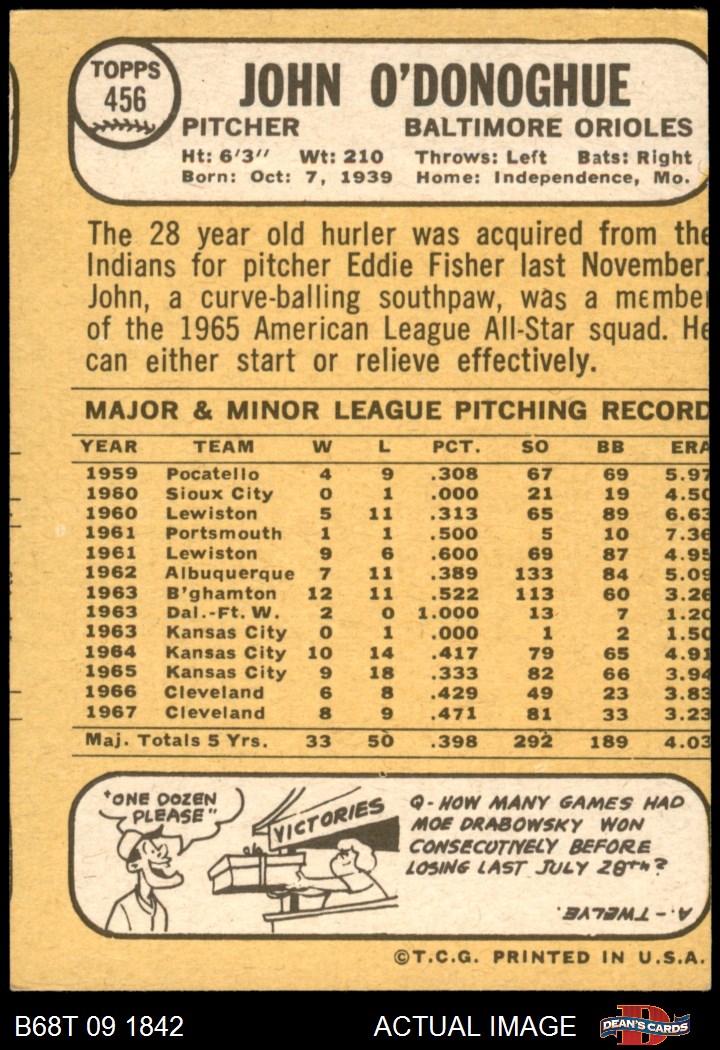 TOPPS
456
JOHN O'DONOGHUE
PITCHER BALTIMORE ORIOLES
Ht: 6'3'' Wt: 210 Throws: Left Bats: Right
Born: Oct: 7, 1939 Home: Independence, Mo.
The 28 year old hurler was acquired from the
Indians for pitcher Eddie Fisher last November.
John, a curve-balling southpaw, was a member
of the 1965 American League All-Star squad. He
can either start or relieve effectively.
MAJOR & MINOR LEAGUE PITCHING RECORD
YEAR TEAM W L PCT. SO BB ERA
1959 Pocatello 4 9 .308 67 69 5.97
1960 Sioux City 0 1 .000 21 19 4.50
1960 Lewiston 5 11 .313 65 89 6.63
1961 Portsmouth 1 1 .500 5 10 7.36
1961 Lewiston 9 6 .600 69 87 4.95
1962 Albuquerque 7 11 .389 133 84 5.09
1963 B'ghamton 12 11 .522 113 60 3.26
1963 Dal.-Ft. W. 2 0 1.000 13 7 1.20
1963 Kansas City 0 1 .000 1 2 1.50
1964 Kansas City 10 14 .417 79 65 4.91
1965 Kansas City 9 18 .333 82 66 3.94
1966 Cleveland 6 8 .429 49 23 3.83
1967 Cleveland 8 9 .471 81 33 3.23
Maj. Totals 5 Yrs. 33 50 .398 292 189 4.03
"ONE DOZEN
PLEASE"
VICTORIES
Q- HOW MANY GAMES HAD
MOE DRABOWSKY WON
CONSECUTIVELY BEFORE
LOSING LAST JULY 28TH?
A.- TWELVE.
©T.C.G. PRINTED IN U.S.A.
B68T 09 1842 ACTUAL IMAGE
DEAN'S CARDS